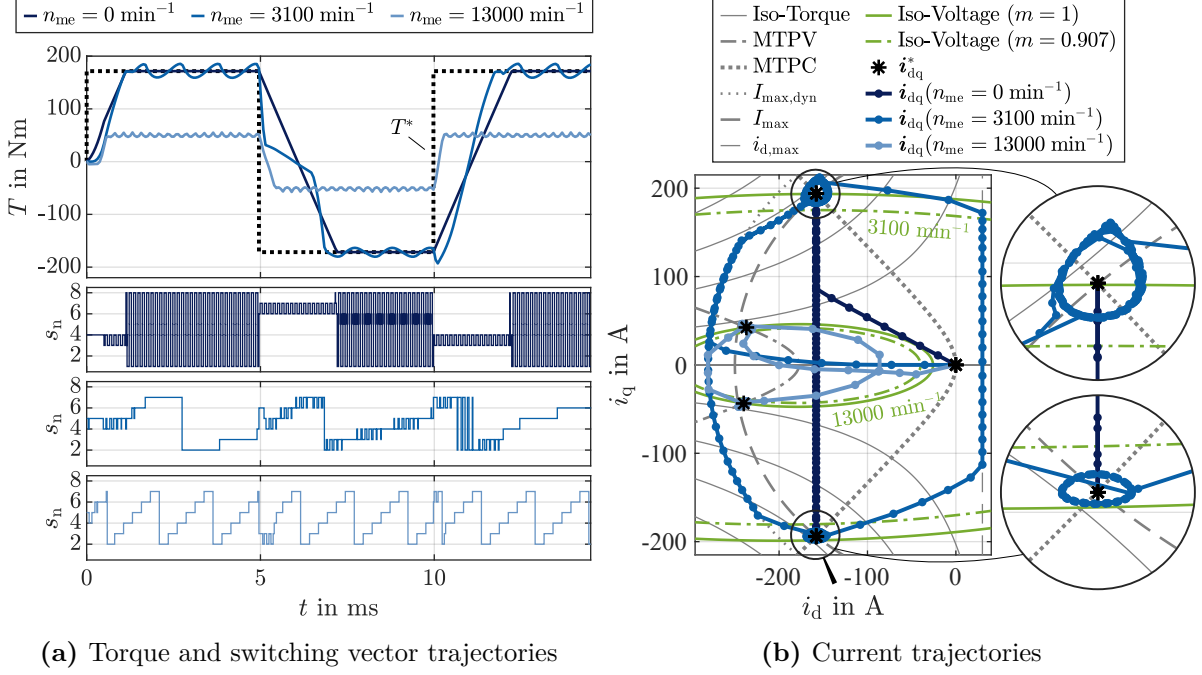 n_me = 0 min⁻¹ n_me = 3100 min⁻¹ n_me = 13000 min⁻¹
T in Nm
200
100
0
-100
-200
T*
s_n
8
6
4
2
s_n
8
6
4
2
s_n
8
6
4
2
0 5 10
t in ms
(a) Torque and switching vector trajectories
Iso-Torque
MTPV
MTPC
I_max,dyn
I_max
i_d,max
Iso-Voltage (m = 1)
Iso-Voltage (m = 0.907)
i*_dq
i_dq(n_me = 0 min⁻¹)
i_dq(n_me = 3100 min⁻¹)
i_dq(n_me = 13000 min⁻¹)
i_q in A
200
100
0
-100
-200
3100 min⁻¹
13000 min⁻¹
-200 -100 0
i_d in A
(b) Current trajectories